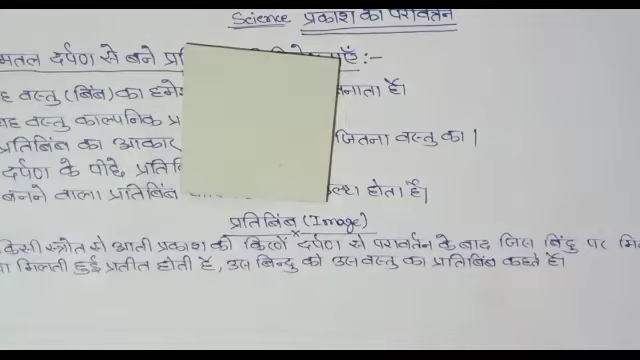 Science प्रकाश का परावर्तन
मतल दर्पण से बने प्र एँ :-
ह वस्तु (बिंब) का हमे नाता है।
यह वस्तु काल्पनिक प्र
प्रतिबिंब का आकार जितना वस्तु का।
दर्पण के पीछे, प्रति
बनने वाला प्रतिबिंब होता है।
प्रतिबिंब (Image)
किसी स्त्रोत से आती प्रकाश की किरणें दर्पण से परावर्तन के बाद जिस बिंदु पर मि
या मिलती हुई प्रतीत होती है, उस बिन्दु को उस वस्तु का प्रतिबिंब कहते हैं।